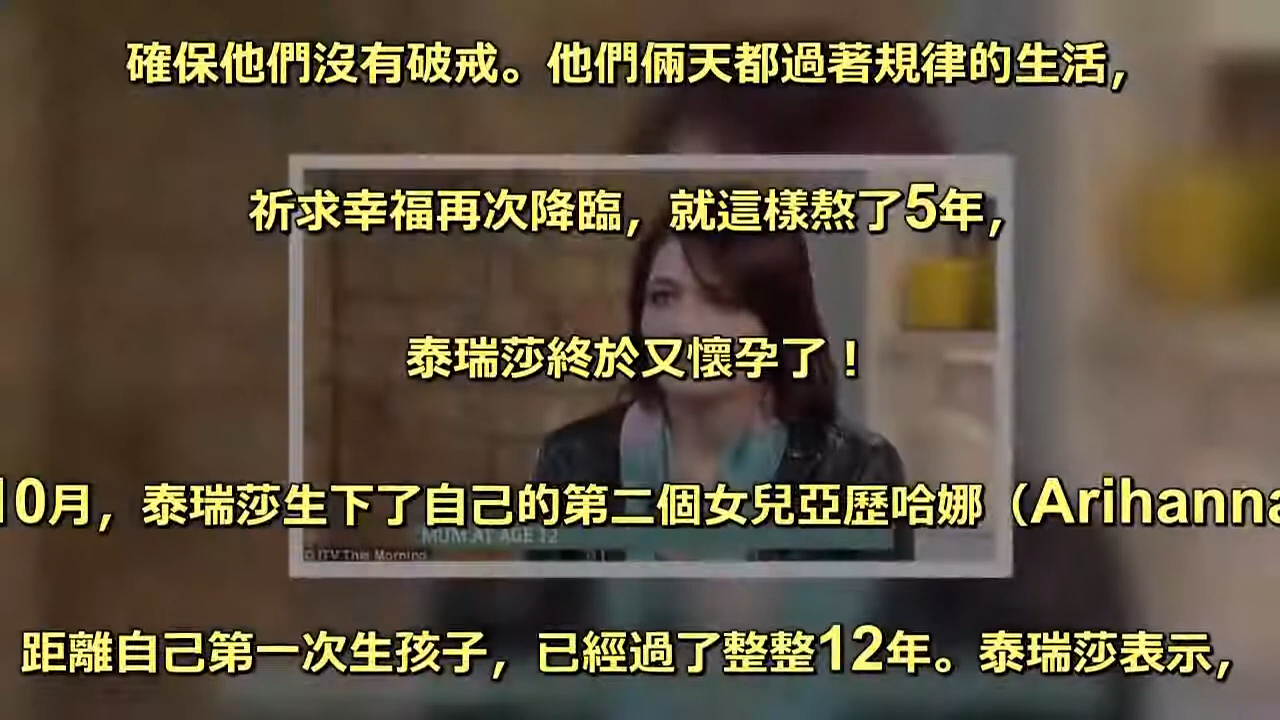 確保他們沒有破戒。他們倆天都過著規律的生活，
祈求幸福再次降臨，就這樣熬了5年，
泰瑞莎終於又懷孕了！
10月，泰瑞莎生下了自己的第二個女兒亞歷哈娜（Arihanna
MUM AT AGE 12
© ITV This Morning
距離自己第一次生孩子，已經過了整整12年。泰瑞莎表示，